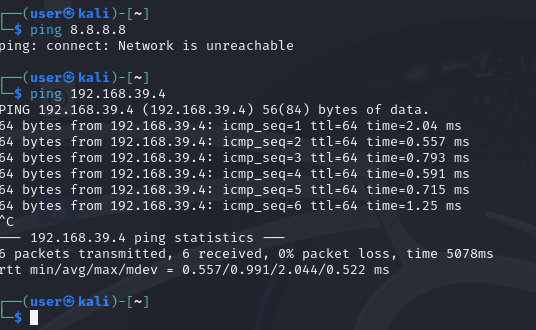 ┌──(user㉿kali)-[~]
└─$ ping 8.8.8.8
ping: connect: Network is unreachable
┌──(user㉿kali)-[~]
└─$ ping 192.168.39.4
PING 192.168.39.4 (192.168.39.4) 56(84) bytes of data.
64 bytes from 192.168.39.4: icmp_seq=1 ttl=64 time=2.04 ms
64 bytes from 192.168.39.4: icmp_seq=2 ttl=64 time=0.557 ms
64 bytes from 192.168.39.4: icmp_seq=3 ttl=64 time=0.793 ms
64 bytes from 192.168.39.4: icmp_seq=4 ttl=64 time=0.591 ms
64 bytes from 192.168.39.4: icmp_seq=5 ttl=64 time=0.715 ms
64 bytes from 192.168.39.4: icmp_seq=6 ttl=64 time=1.25 ms
^C
--- 192.168.39.4 ping statistics ---
6 packets transmitted, 6 received, 0% packet loss, time 5078ms
rtt min/avg/max/mdev = 0.557/0.991/2.044/0.522 ms
┌──(user㉿kali)-[~]
└─$